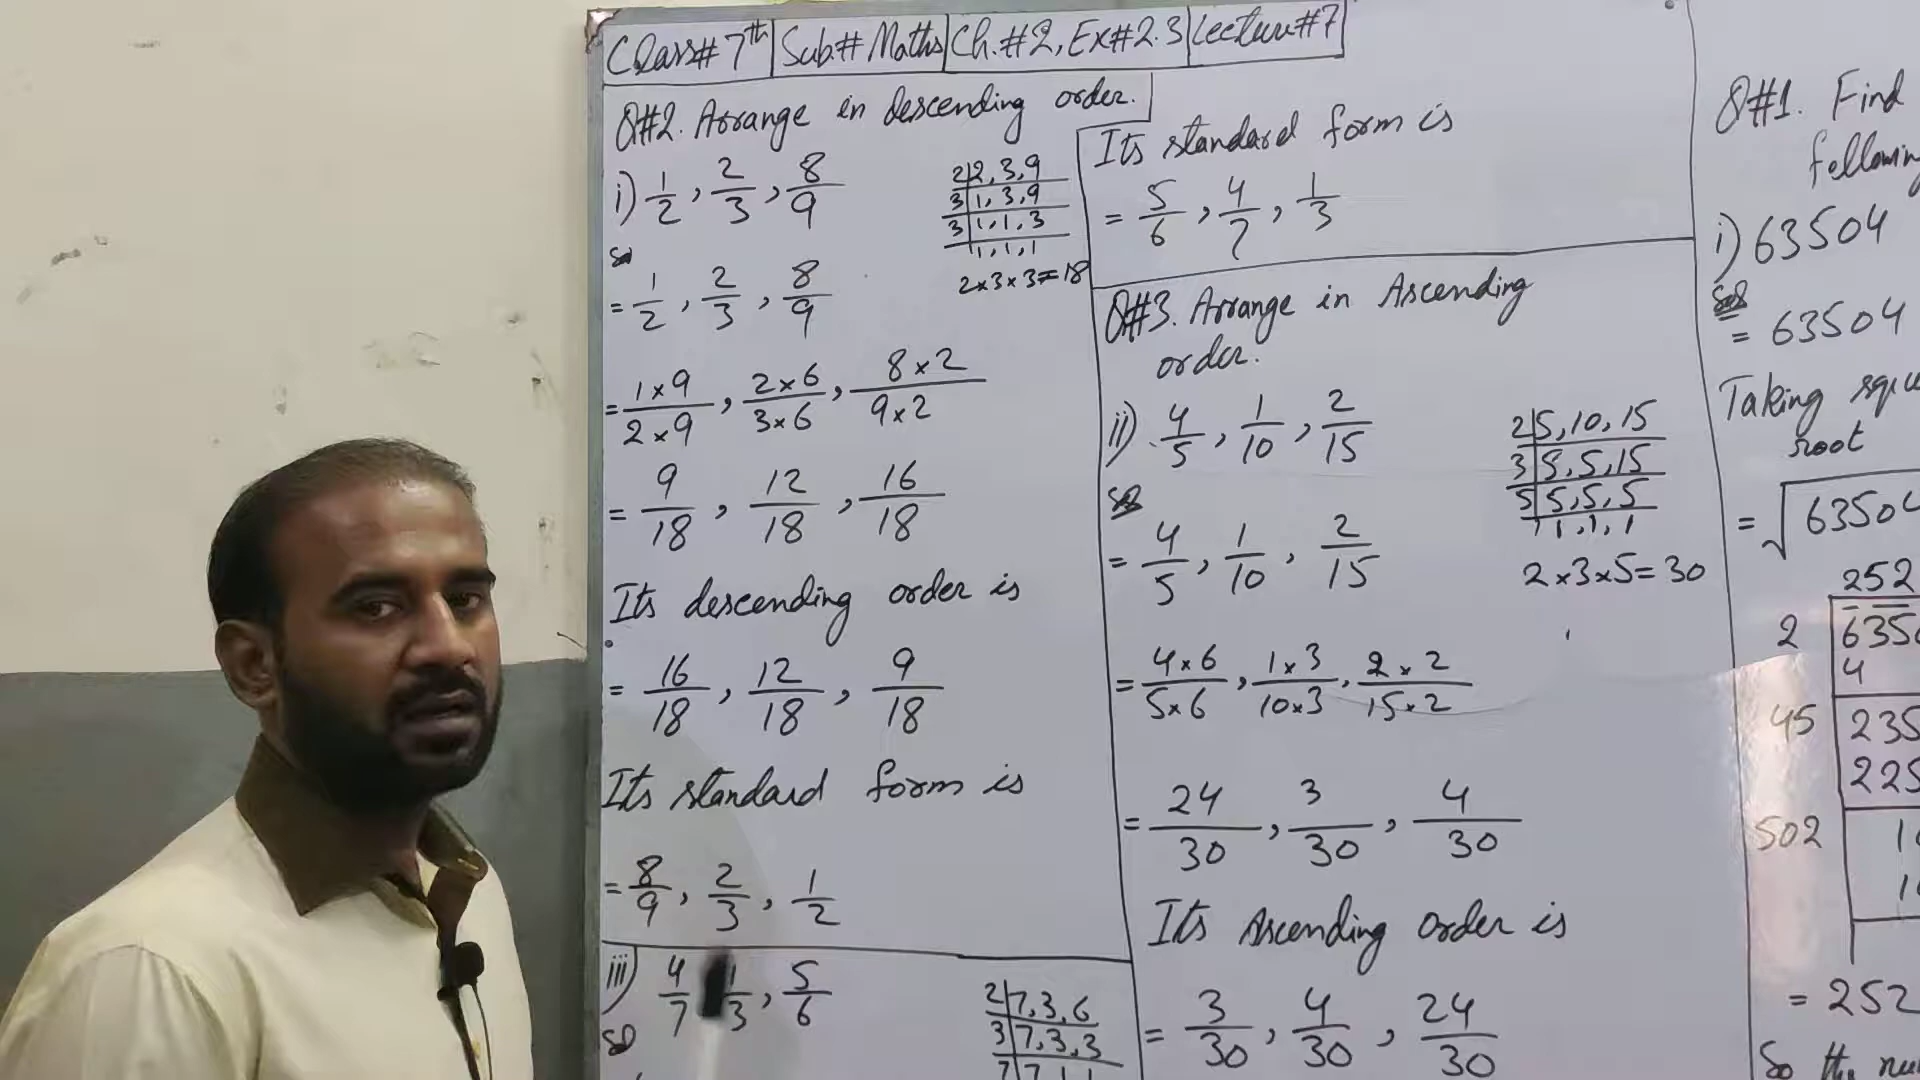 Class# 7th | Sub:# Maths | Ch.#2, Ex#2.3 | Lecture#7
Q#2. Arrange in descending order.
i) 1/2, 2/3, 8/9
2|2, 3, 9
3|1, 3, 9
3|1, 1, 3
1, 1, 1
2×3×3=18
Sol
= 1/2, 2/3, 8/9
= 1×9/2×9, 2×6/3×6, 8×2/9×2
= 9/18, 12/18, 16/18
Its descending order is
= 16/18, 12/18, 9/18
Its standard form is
= 8/9, 2/3, 1/2
iii) 4/7 1/3, 5/6
Sol
2|7, 3, 6
3|7, 3, 3
7|7, 1, 1
Its standard form is
= 5/6, 4/7, 1/3
Q#3. Arrange in Ascending
order.
ii) 4/5, 1/10, 2/15
2|5, 10, 15
3|5, 5, 15
5|5, 5, 5
1, 1, 1
2×3×5=30
Sol
= 4/5, 1/10, 2/15
= 4×6/5×6, 1×3/10×3, 2×2/15×2
= 24/30, 3/30, 4/30
Its Ascending order is
= 3/30, 4/30, 24/30
Q#1. Find
i) 63504
Sol
= 63504
Taking
root
= √63504
252
2
4
45
235
225
502
= 252
So the